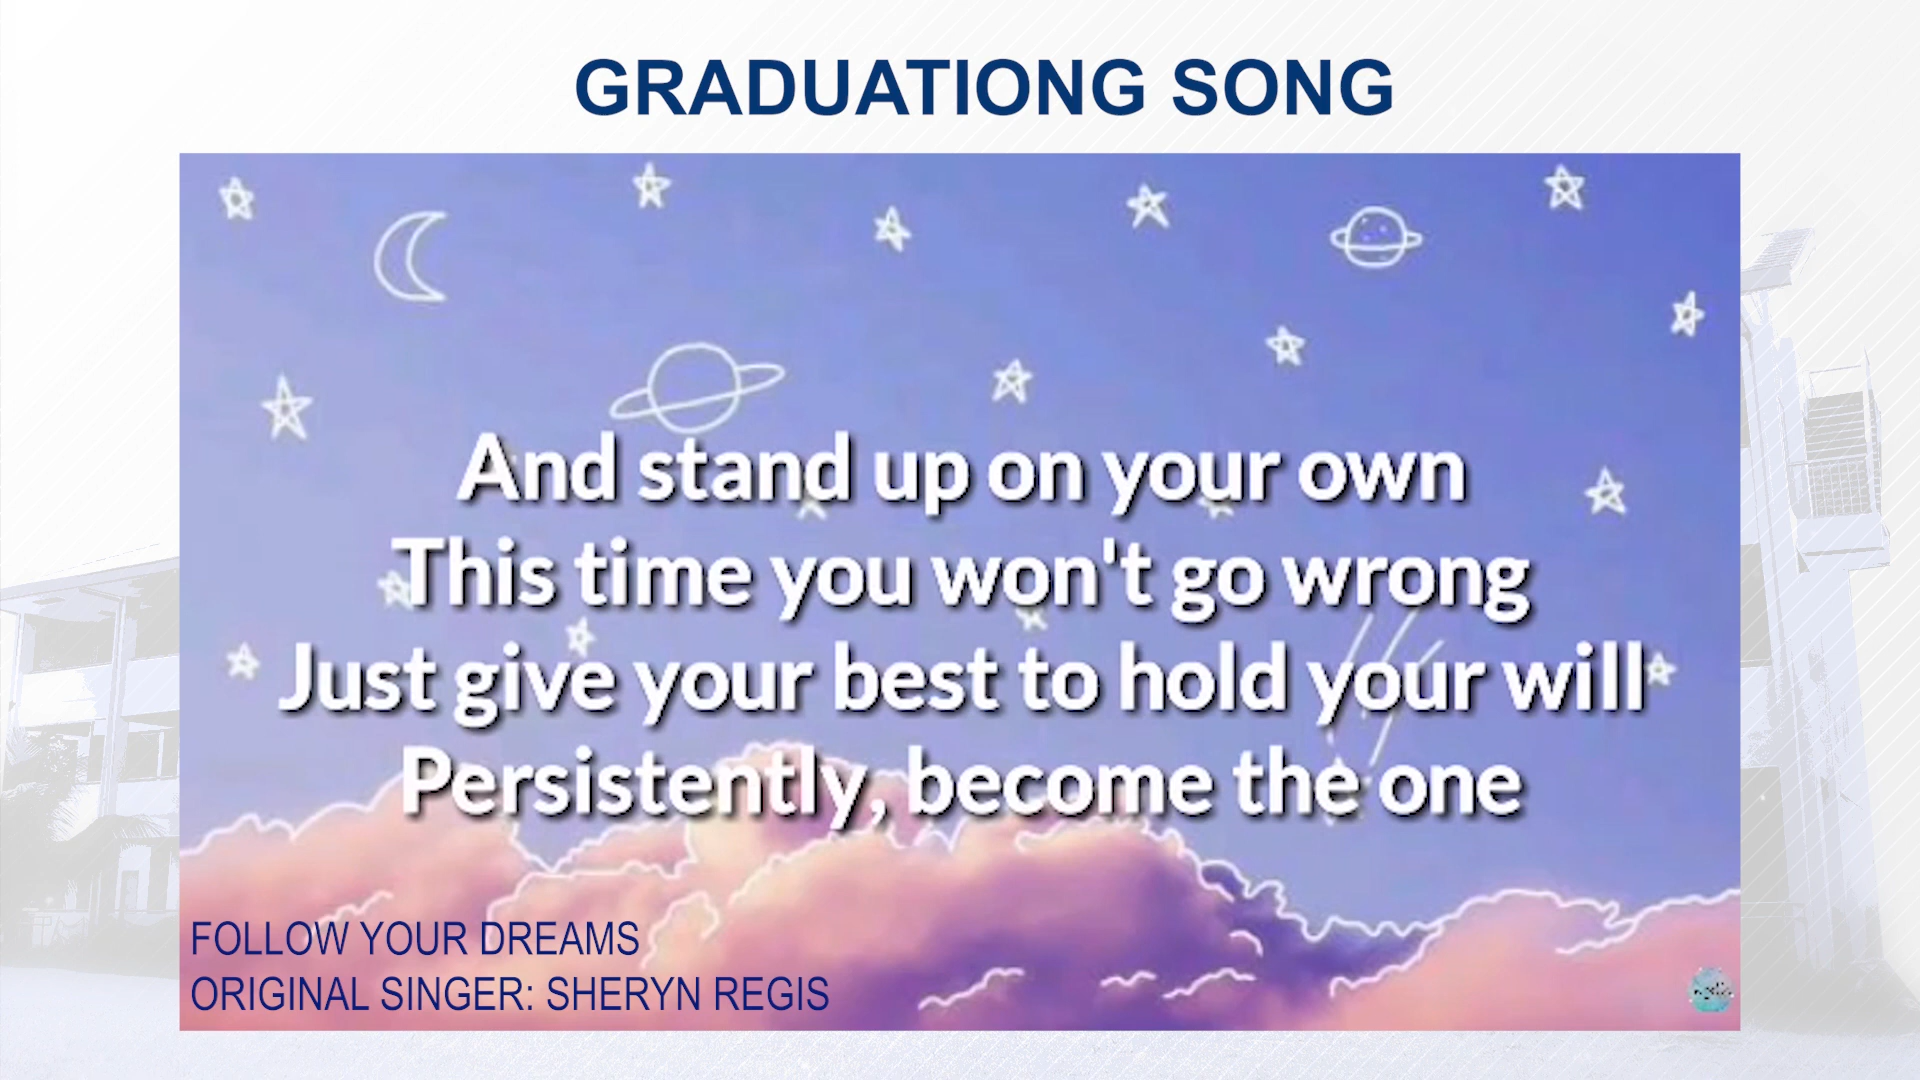 GRADUATIONG SONG
And stand up on your own
This time you won't go wrong
Just give your best to hold your will
Persistently, become the one
FOLLOW YOUR DREAMS
ORIGINAL SINGER: SHERYN REGIS